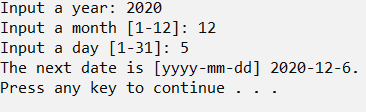 Input a year: 2020
Input a month [1-12]: 12
Input a day [1-31]: 5
The next date is [yyyy-mm-dd] 2020-12-6.
Press any key to continue . . .